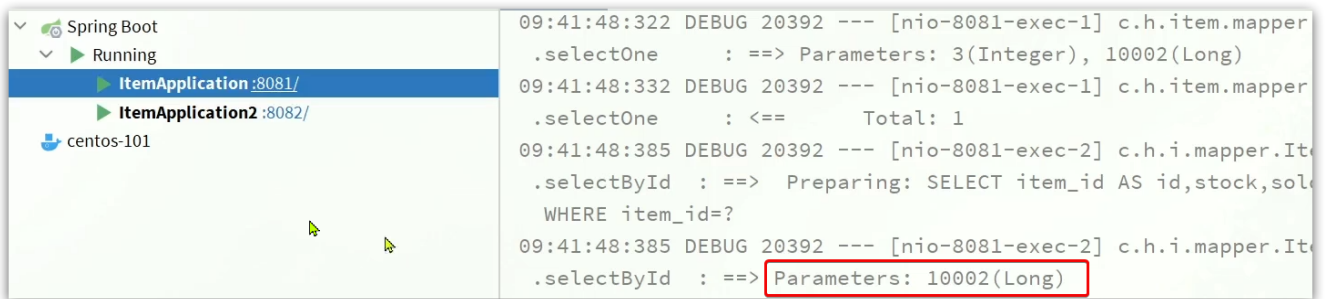 Spring Boot
Running
ItemApplication :8081/
ItemApplication2 :8082/
centos-101
09:41:48:322 DEBUG 20392 --- [nio-8081-exec-1] c.h.item.mapper
.selectOne : ==> Parameters: 3(Integer), 10002(Long)
09:41:48:332 DEBUG 20392 --- [nio-8081-exec-1] c.h.item.mapper
.selectOne : <== Total: 1
09:41:48:385 DEBUG 20392 --- [nio-8081-exec-2] c.h.i.mapper.Ite
.selectById : ==> Preparing: SELECT item_id AS id,stock,sol
WHERE item_id=?
09:41:48:385 DEBUG 20392 --- [nio-8081-exec-2] c.h.i.mapper.Ite
.selectById : ==> Parameters: 10002(Long)